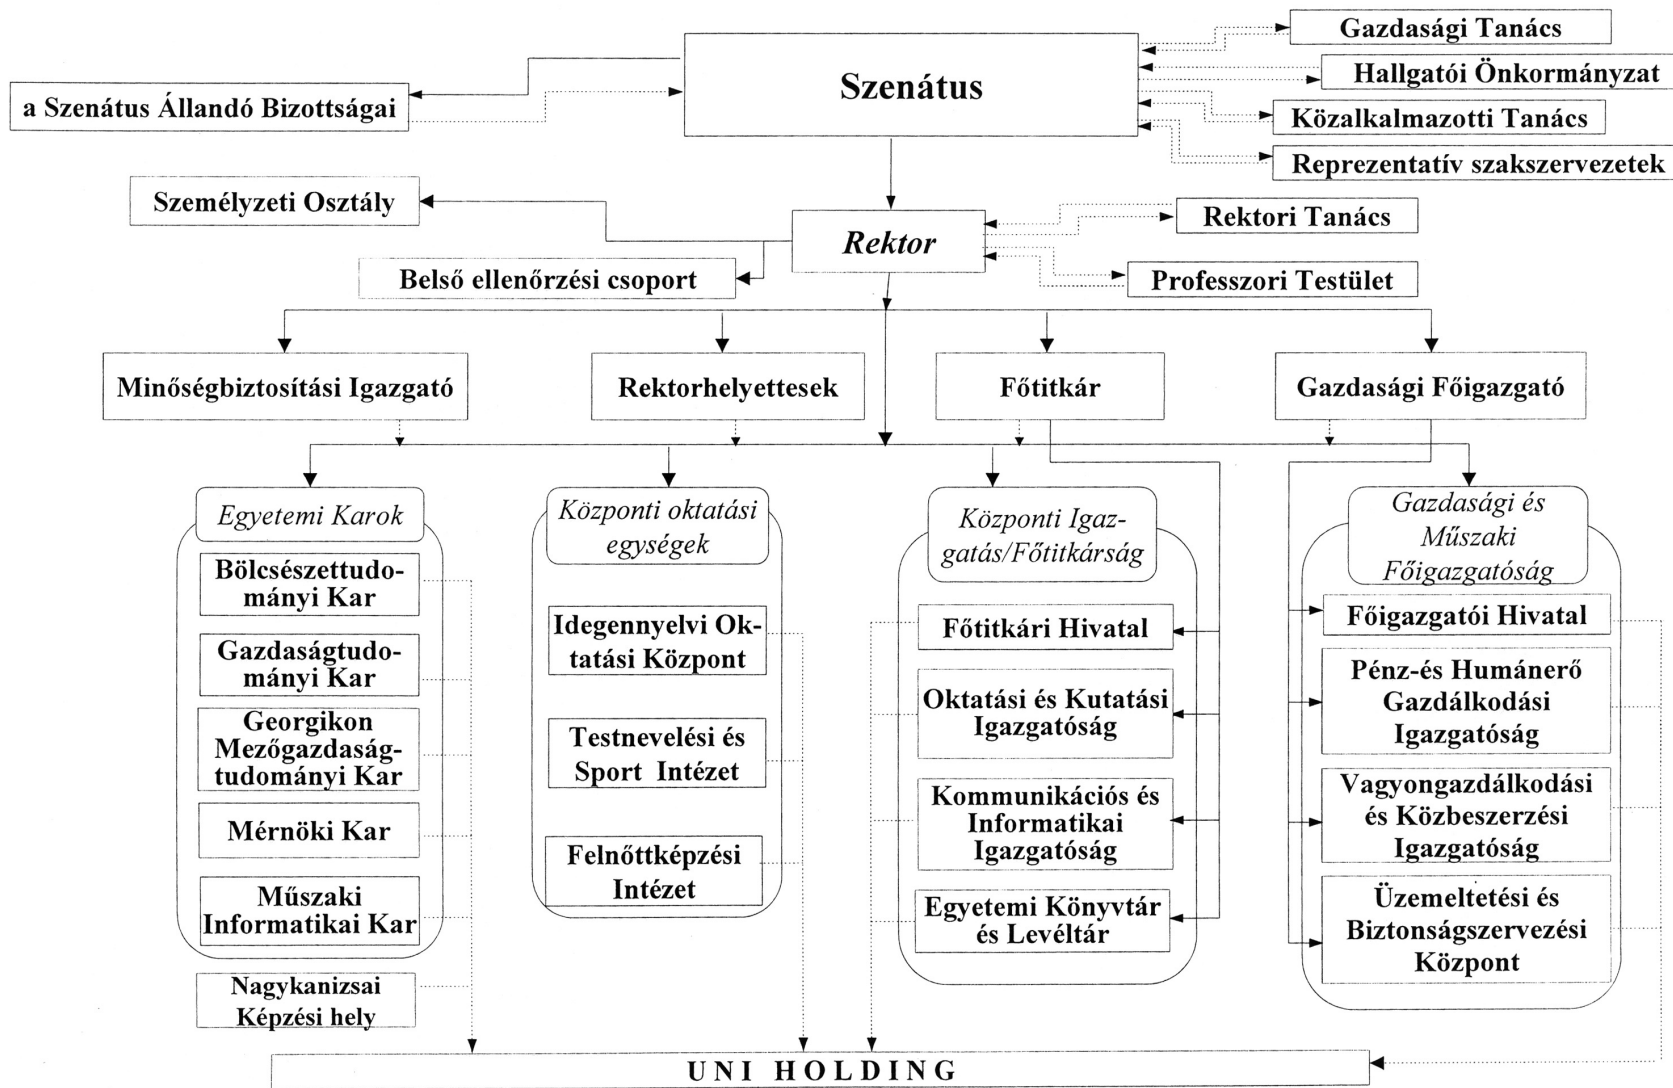 Gazdasági Tanács
Szenátus
Hallgatói Önkormányzat
a Szenátus Állandó Bizottságai
Közalkalmazotti Tanács
Reprezentatív szakszervezetek
Személyzeti Osztály
Rektori Tanács
Rektor
Belső ellenőrzési csoport
Professzori Testület
Minőségbiztosítási Igazgató
Rektorhelyettesek
Főtitkár
Gazdasági Főigazgató
Egyetemi Karok
Bölcsészettudo-
mányi Kar
Gazdaságtudo-
mányi Kar
Georgikon
Mezőgazdaság-
tudományi Kar
Mérnöki Kar
Műszaki
Informatikai Kar
Nagykanizsai
Képzési hely
Központi oktatási
egységek
Idegennyelvi Ok-
tatási Központ
Testnevelési és
Sport Intézet
Felnőttképzési
Intézet
Központi Igaz-
gatás/Főtitkárság
Főtitkári Hivatal
Oktatási és Kutatási
Igazgatóság
Kommunikációs és
Informatikai
Igazgatóság
Egyetemi Könyvtár
és Levéltár
Gazdasági és
Műszaki
Főigazgatóság
Főigazgatói Hivatal
Pénz-és Humánerő
Gazdálkodási
Igazgatóság
Vagyongazdálkodási
és Közbeszerzési
Igazgatóság
Üzemeltetési és
Biztonságszervezési
Központ
UNI HOLDING